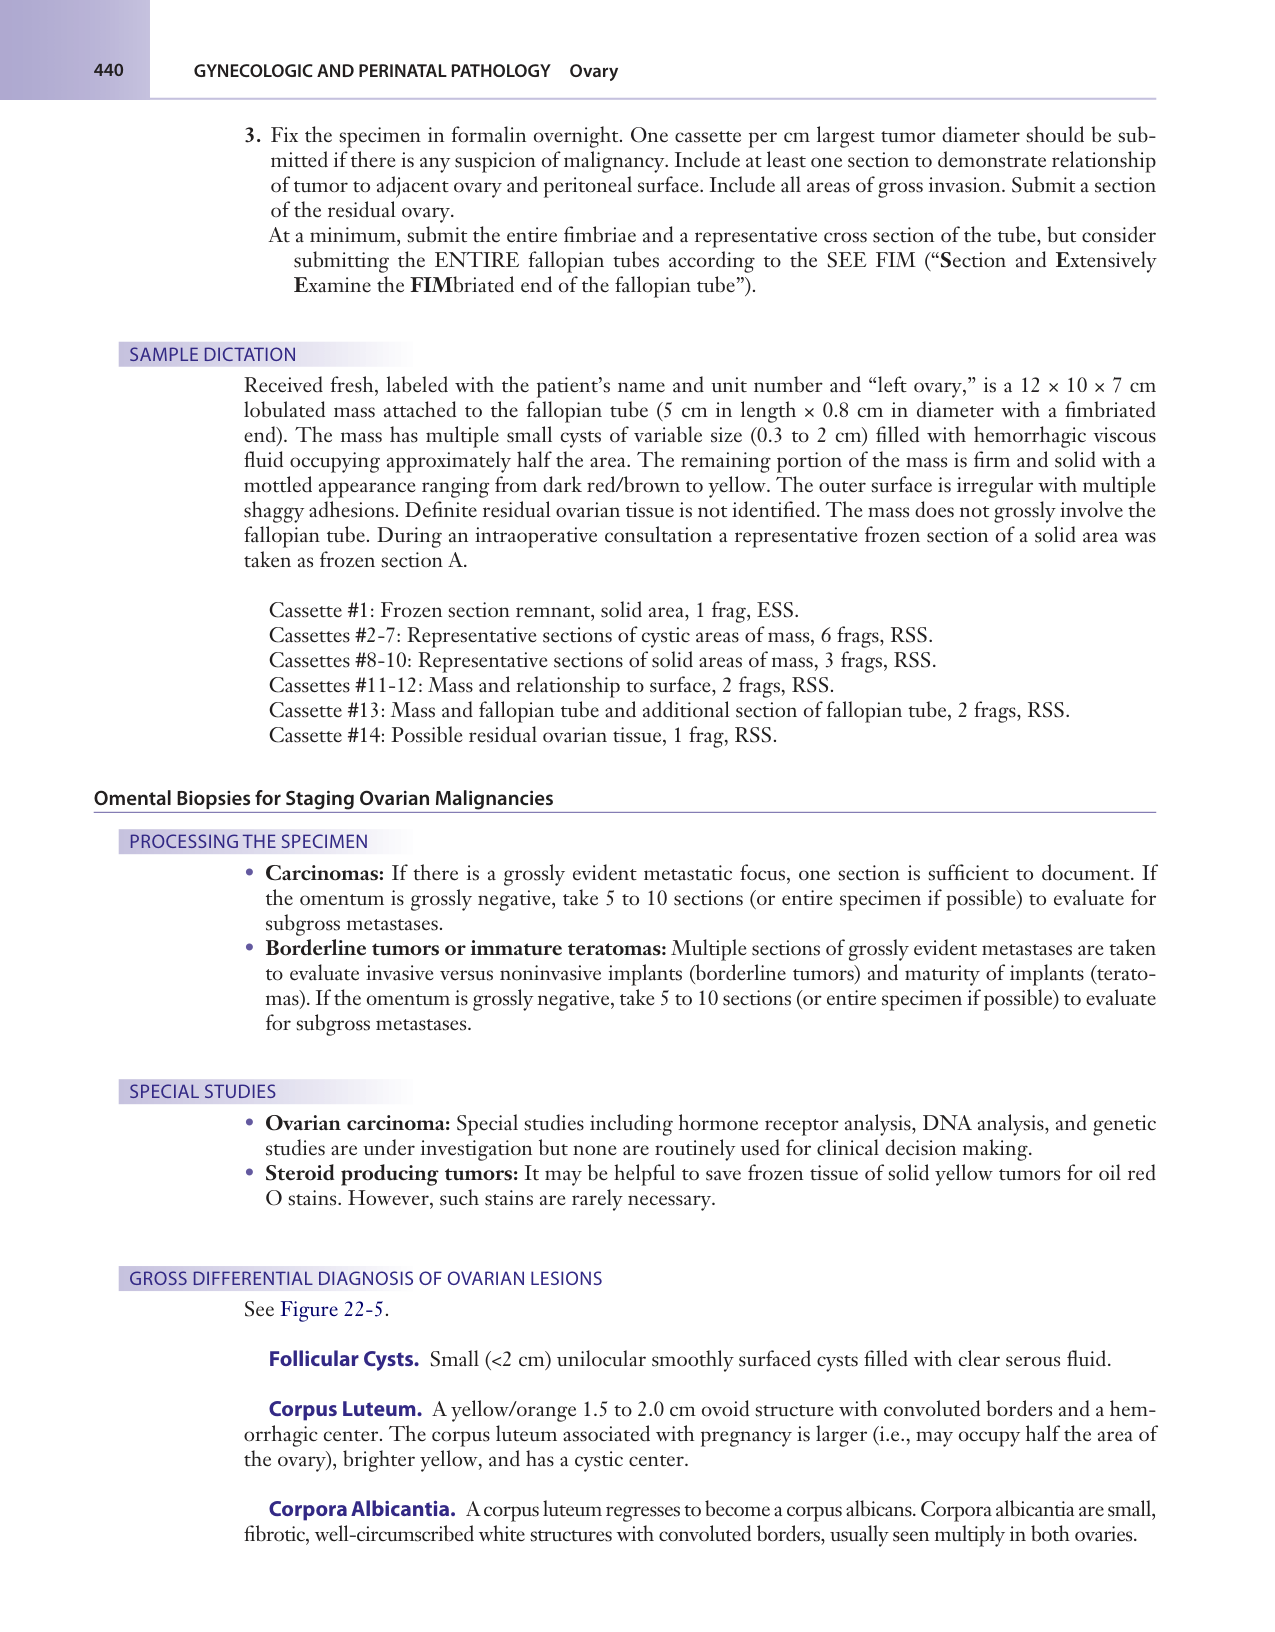 440
GYNECOLOGIC AND PERINATAL PATHOLOGY Ovary
3. Fix the specimen in formalin overnight. One cassette per cm largest tumor diameter should be sub-
mitted if there is any suspicion of malignancy. Include at least one section to demonstrate relationship
of tumor to adjacent ovary and peritoneal surface. Include all areas of gross invasion. Submit a section
of the residual ovary.
At a minimum, submit the entire fimbriae and a representative cross section of the tube, but consider
submitting the ENTIRE fallopian tubes according to the SEE FIM (“Section and Extensively
Examine the FIMbriated end of the fallopian tube”).
SAMPLE DICTATION
Received fresh, labeled with the patient’s name and unit number and “left ovary,” is a 12 × 10 × 7 cm
lobulated mass attached to the fallopian tube (5 cm in length × 0.8 cm in diameter with a fimbriated
end). The mass has multiple small cysts of variable size (0.3 to 2 cm) filled with hemorrhagic viscous
fluid occupying approximately half the area. The remaining portion of the mass is firm and solid with a
mottled appearance ranging from dark red/brown to yellow. The outer surface is irregular with multiple
shaggy adhesions. Definite residual ovarian tissue is not identified. The mass does not grossly involve the
fallopian tube. During an intraoperative consultation a representative frozen section of a solid area was
taken as frozen section A.
Cassette #1: Frozen section remnant, solid area, 1 frag, ESS.
Cassettes #2-7: Representative sections of cystic areas of mass, 6 frags, RSS.
Cassettes #8-10: Representative sections of solid areas of mass, 3 frags, RSS.
Cassettes #11-12: Mass and relationship to surface, 2 frags, RSS.
Cassette #13: Mass and fallopian tube and additional section of fallopian tube, 2 frags, RSS.
Cassette #14: Possible residual ovarian tissue, 1 frag, RSS.
Omental Biopsies for Staging Ovarian Malignancies
PROCESSING THE SPECIMEN
• Carcinomas: If there is a grossly evident metastatic focus, one section is sufficient to document. If
the omentum is grossly negative, take 5 to 10 sections (or entire specimen if possible) to evaluate for
subgross metastases.
• Borderline tumors or immature teratomas: Multiple sections of grossly evident metastases are taken
to evaluate invasive versus noninvasive implants (borderline tumors) and maturity of implants (terato-
mas). If the omentum is grossly negative, take 5 to 10 sections (or entire specimen if possible) to evaluate
for subgross metastases.
SPECIAL STUDIES
• Ovarian carcinoma: Special studies including hormone receptor analysis, DNA analysis, and genetic
studies are under investigation but none are routinely used for clinical decision making.
• Steroid producing tumors: It may be helpful to save frozen tissue of solid yellow tumors for oil red
O stains. However, such stains are rarely necessary.
GROSS DIFFERENTIAL DIAGNOSIS OF OVARIAN LESIONS
See Figure 22-5.
Follicular Cysts. Small (<2 cm) unilocular smoothly surfaced cysts filled with clear serous fluid.
Corpus Luteum. A yellow/orange 1.5 to 2.0 cm ovoid structure with convoluted borders and a hem-
orrhagic center. The corpus luteum associated with pregnancy is larger (i.e., may occupy half the area of
the ovary), brighter yellow, and has a cystic center.
Corpora Albicantia. A corpus luteum regresses to become a corpus albicans. Corpora albicantia are small,
fibrotic, well-circumscribed white structures with convoluted borders, usually seen multiply in both ovaries.